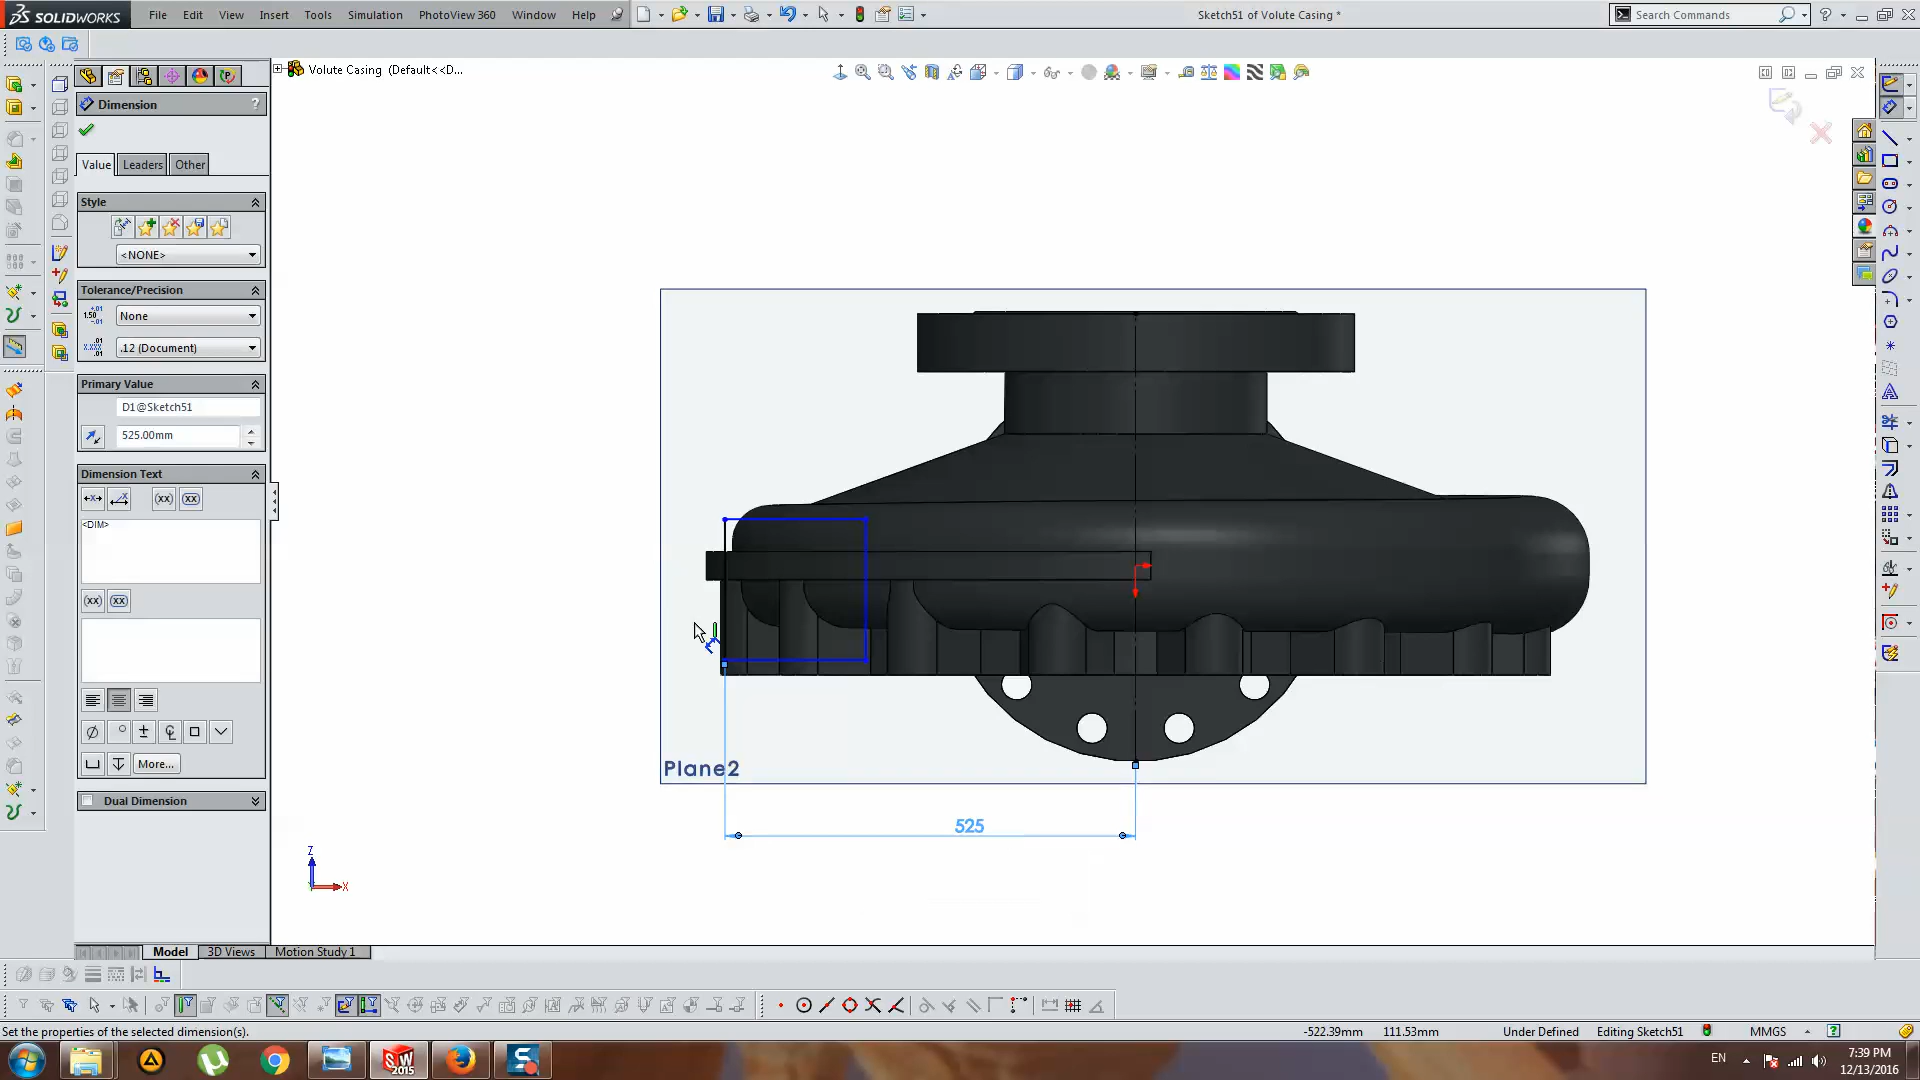 SOLIDWORKS
File Edit View Insert Tools Simulation PhotoView 360 Window Help
Sketch51 of Volute Casing *
Search Commands
Volute Casing (Default<<D...
Dimension
?
Value Leaders Other
Style
<NONE>
Tolerance/Precision
None
.12 (Document)
Primary Value
D1@Sketch51
525.00mm
Dimension Text
<DIM>
More...
Dual Dimension
Plane2
525
Z
X
Model 3D Views Motion Study 1
Set the properties of the selected dimension(s).
-522.39mm 111.53mm Under Defined Editing Sketch51 MMGS
EN
7:39 PM
12/13/2016